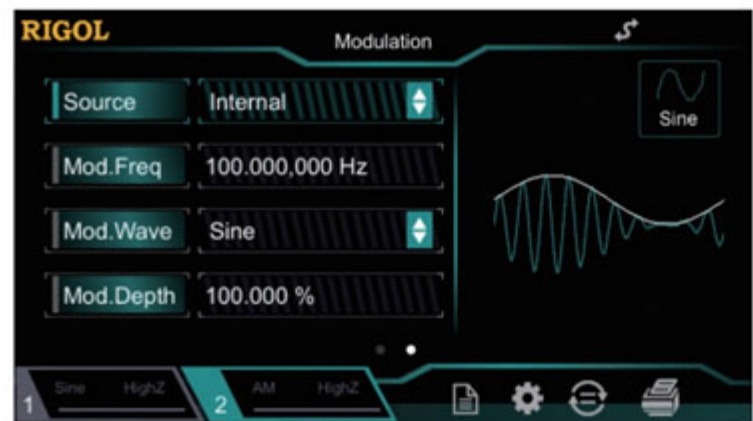 RIGOL
Modulation
Source Internal
Sine
Mod.Freq 100.000,000 Hz
Mod.Wave Sine
Mod.Depth 100.000 %
1 Sine HighZ
2 AM HighZ